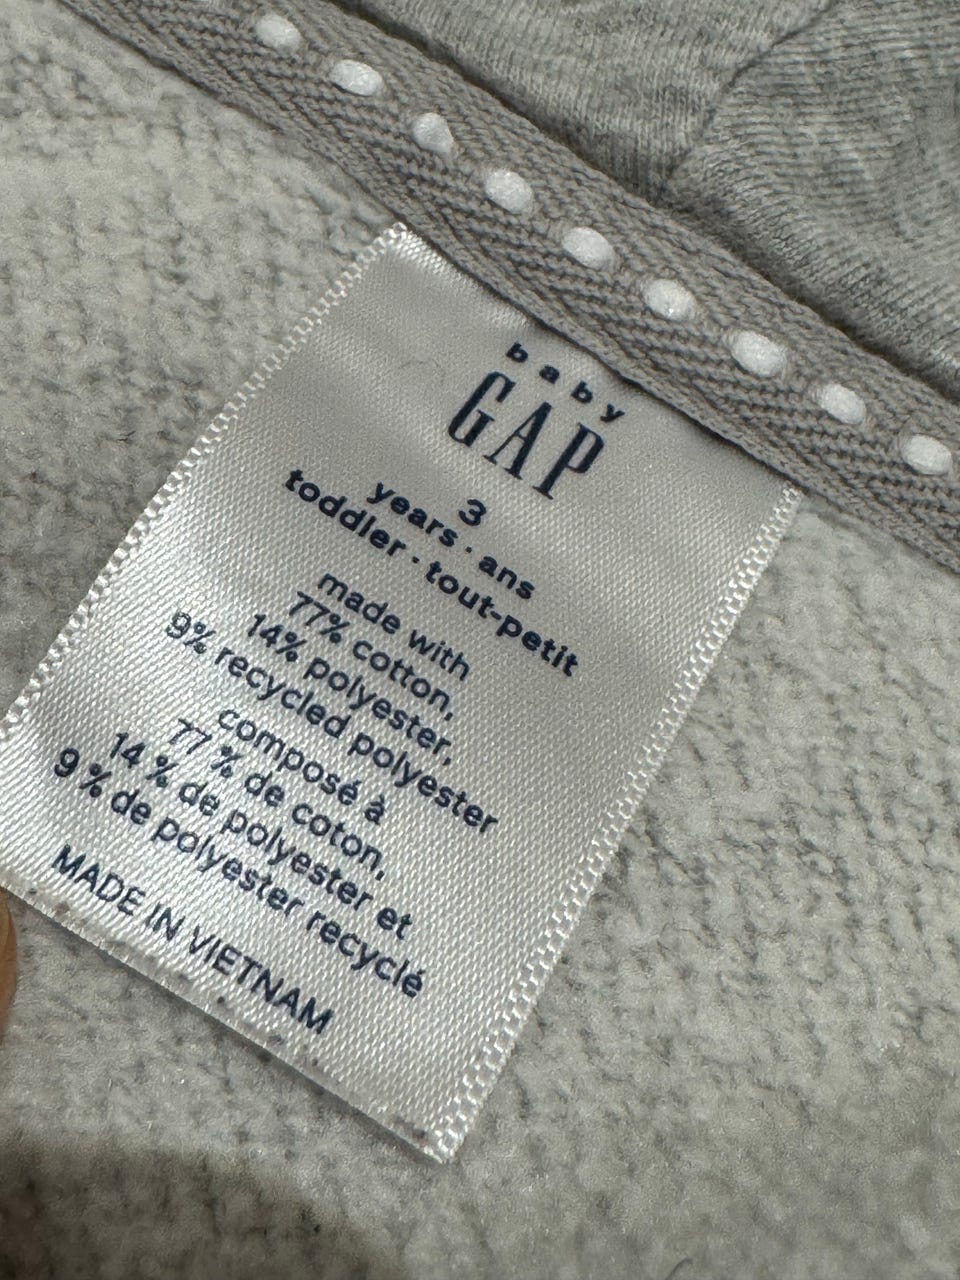 baby
GAP
3
years · ans
toddler · tout-petit
made with
77% cotton,
14% polyester,
9% recycled polyester
composé à
77 % de coton,
14 % de polyester et
9 % de polyester recyclé
MADE IN VIETNAM